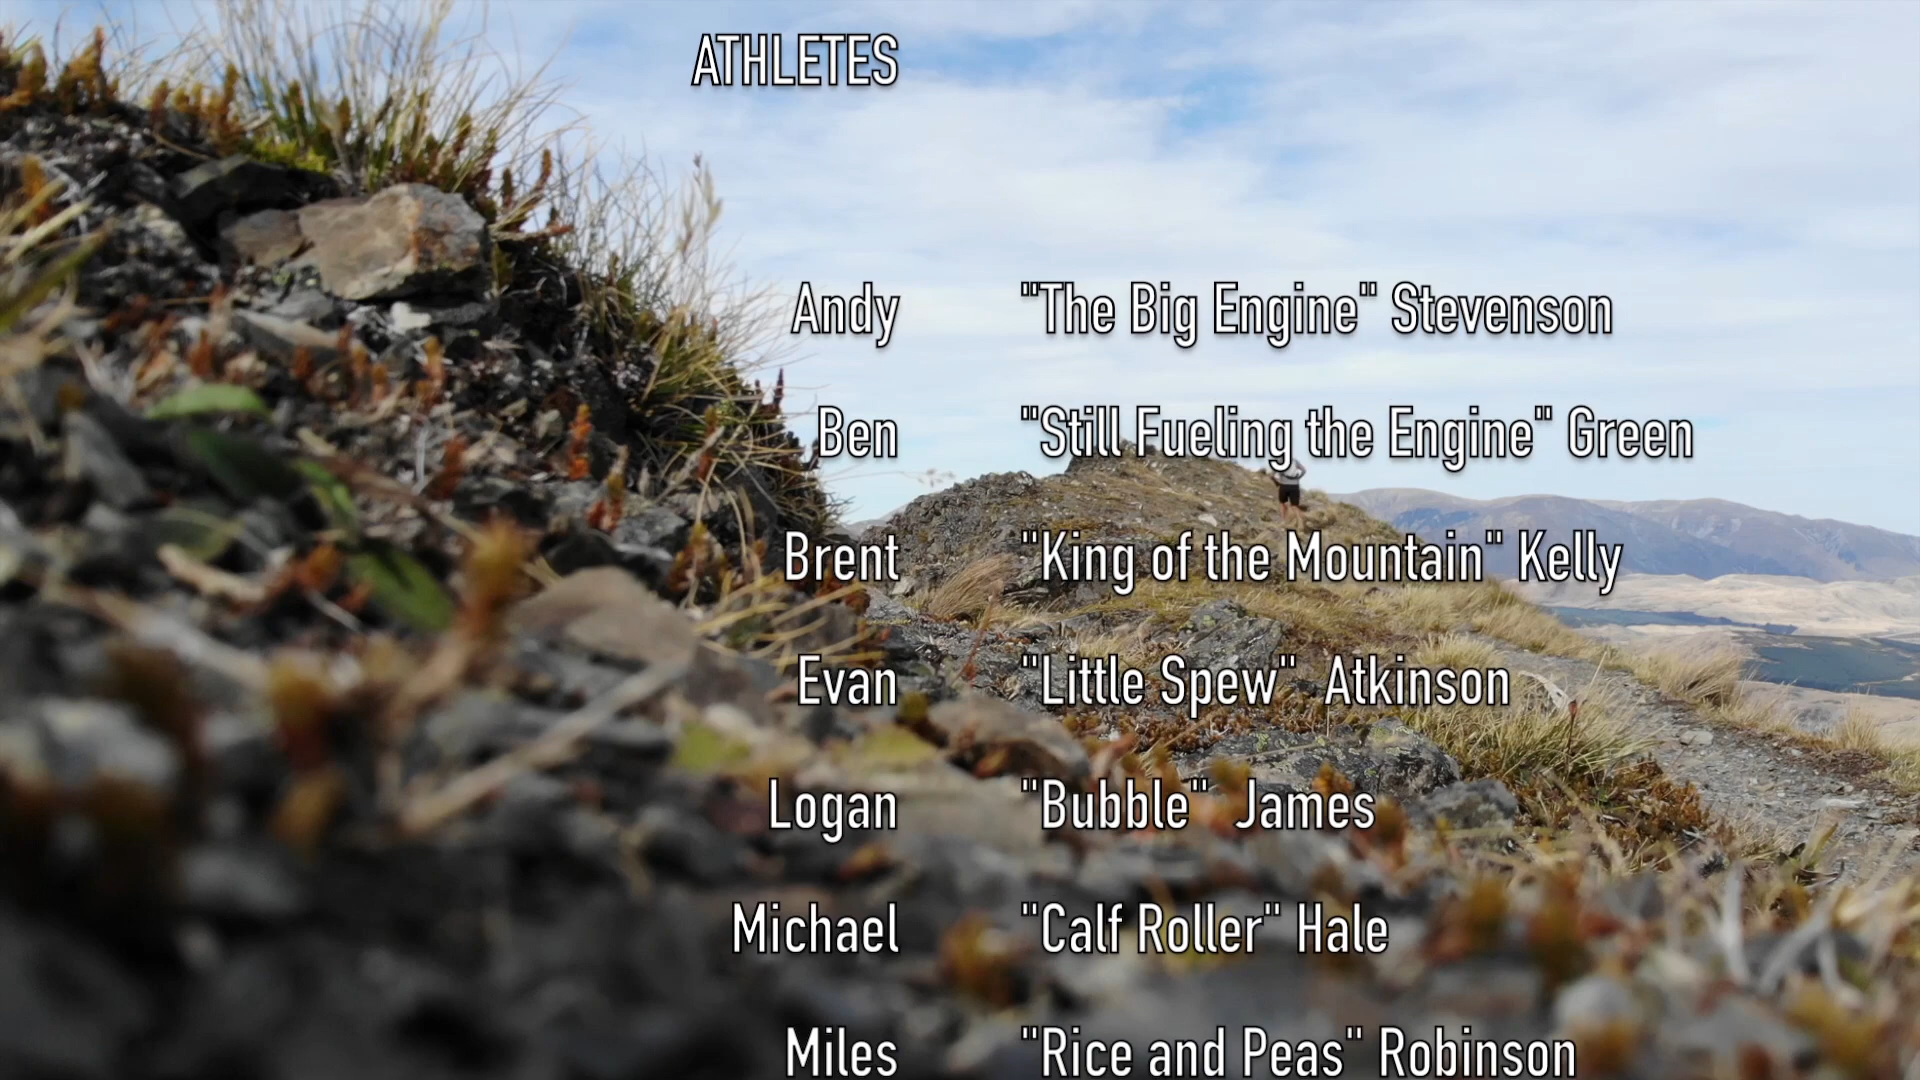 ATHLETES
Andy "The Big Engine" Stevenson
Ben "Still Fueling the Engine" Green
Brent "King of the Mountain" Kelly
Evan "Little Spew" Atkinson
Logan "Bubble" James
Michael "Calf Roller" Hale
Miles "Rice and Peas" Robinson